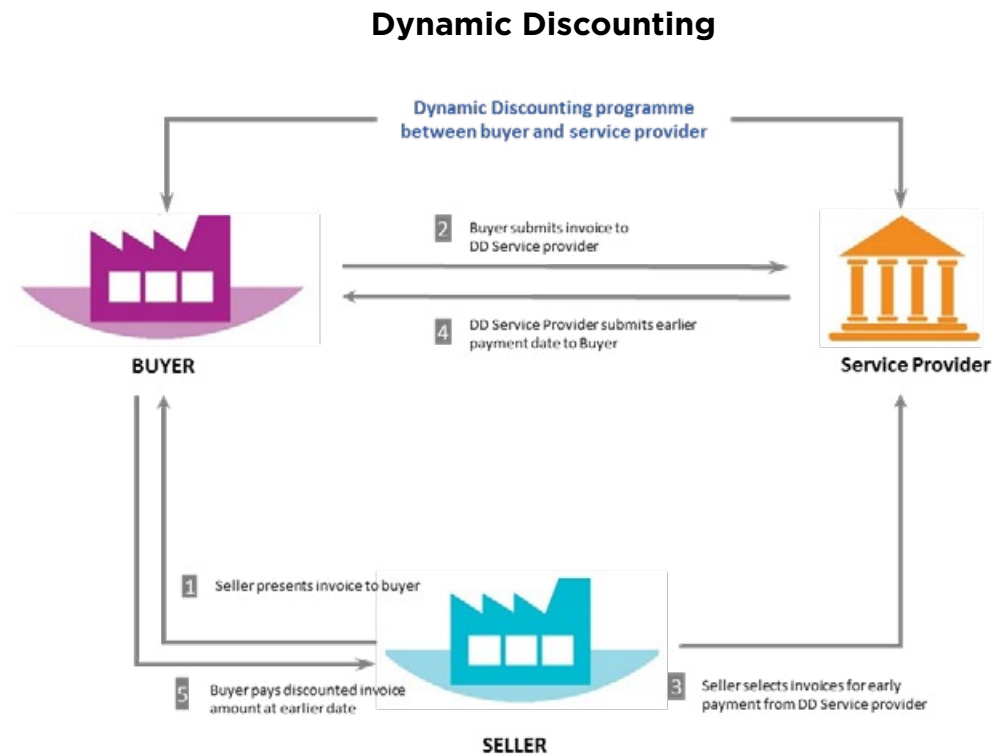 Dynamic Discounting
Dynamic Discounting programme
between buyer and service provider
2
Buyer submits invoice to
DD Service provider
4
DD Service Provider submits earlier
payment date to Buyer
BUYER
Service Provider
1
Seller presents invoice to buyer
5
Buyer pays discounted invoice
amount at earlier date
3
Seller selects invoices for early
payment from DD Service provider
SELLER